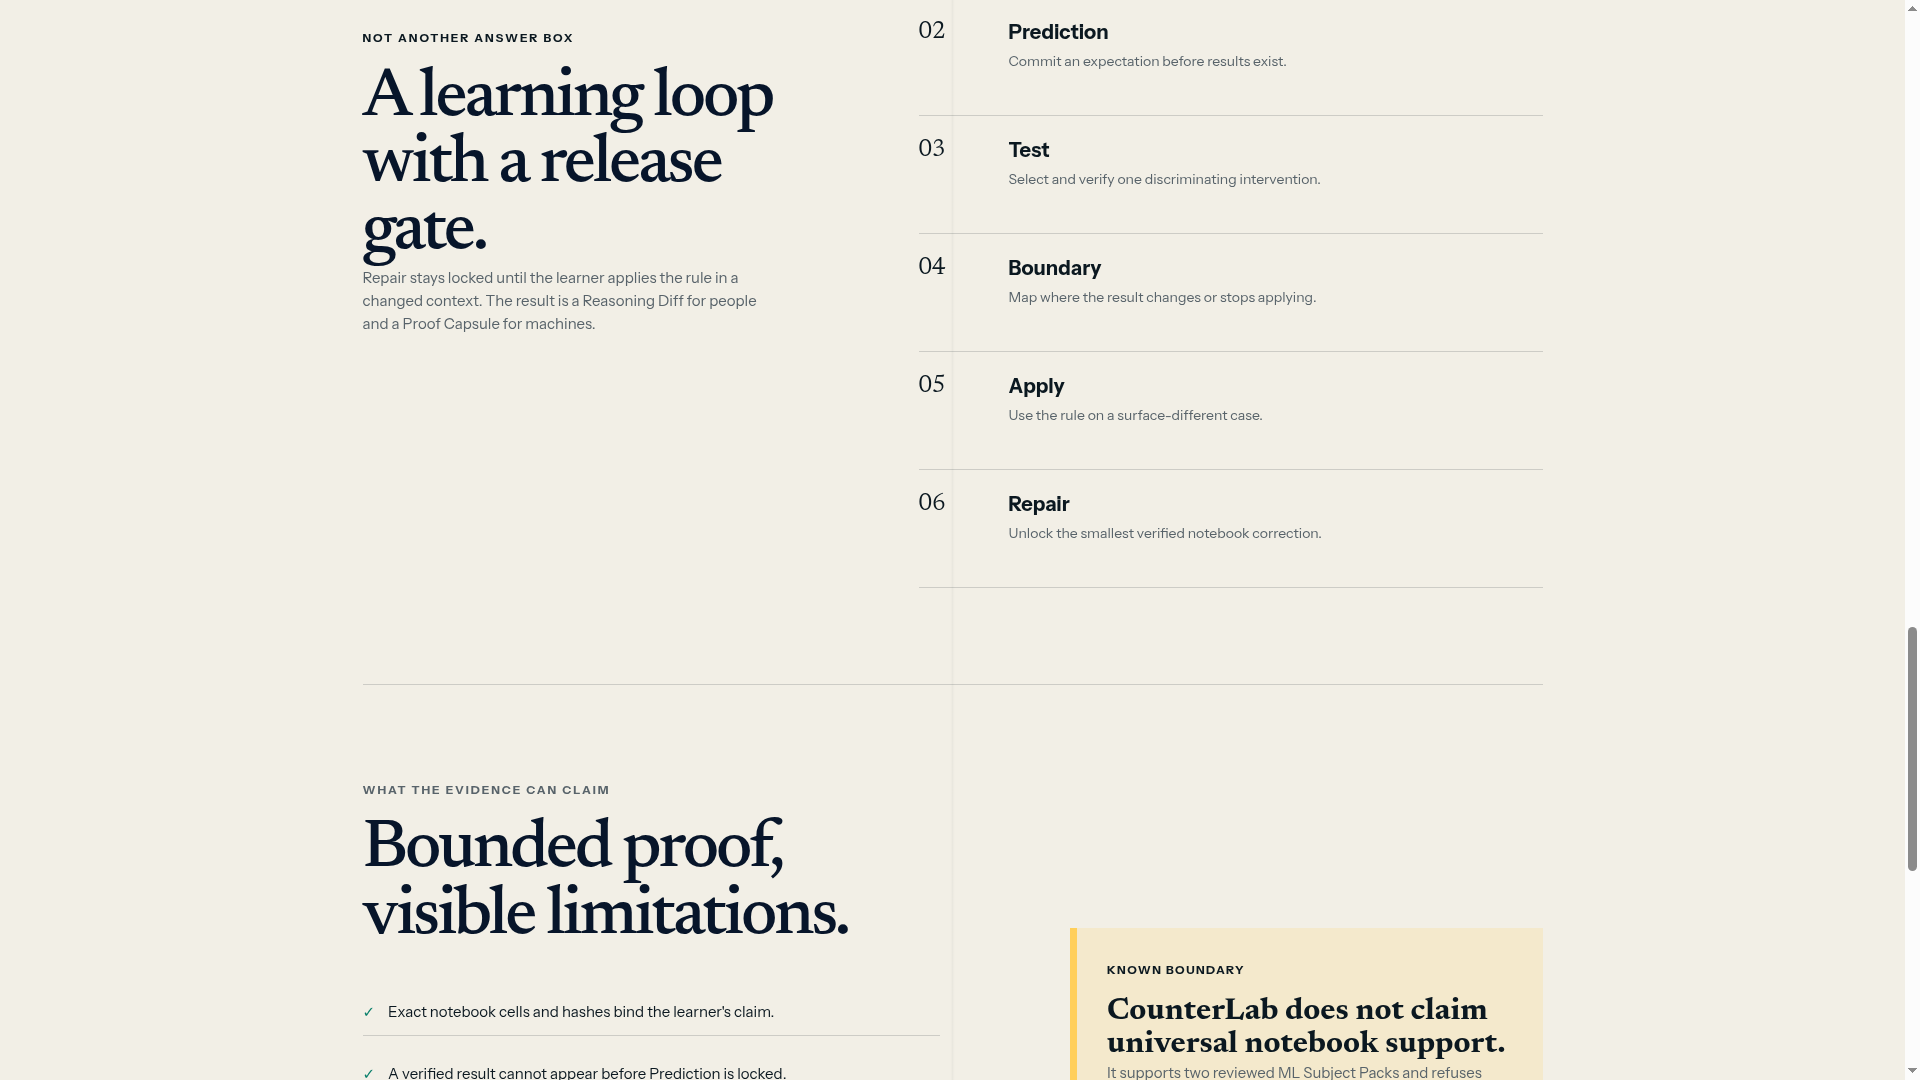 NOT ANOTHER ANSWER BOX
A learning loop
with a release
gate.
Repair stays locked until the learner applies the rule in a
changed context. The result is a Reasoning Diff for people
and a Proof Capsule for machines.
02
Prediction
Commit an expectation before results exist.
03
Test
Select and verify one discriminating intervention.
04
Boundary
Map where the result changes or stops applying.
05
Apply
Use the rule on a surface-different case.
06
Repair
Unlock the smallest verified notebook correction.
WHAT THE EVIDENCE CAN CLAIM
Bounded proof,
visible limitations.
✓ Exact notebook cells and hashes bind the learner's claim.
✓ A verified result cannot appear before Prediction is locked.
KNOWN BOUNDARY
CounterLab does not claim
universal notebook support.
It supports two reviewed ML Subject Packs and refuses